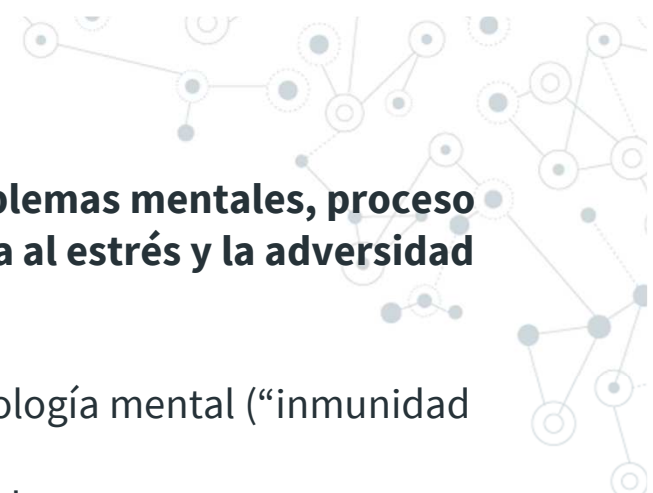 blemas mentales, proceso
a al estrés y la adversidad
ología mental (“inmunidad